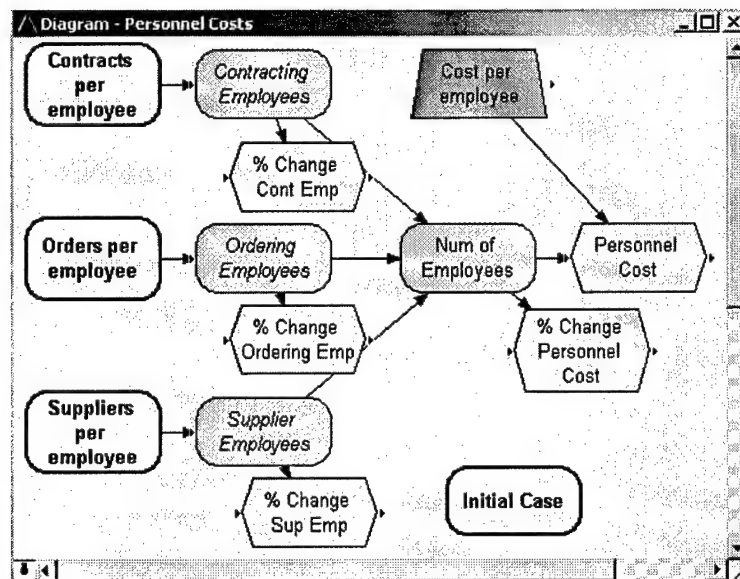 Diagram - Personnel Costs
Contracts
per
employee
Contracting
Employees
Cost per
employee
% Change
Cont Emp
Orders per
employee
Ordering
Employees
Num of
Employees
Personnel
Cost
% Change
Ordering Emp
% Change
Personnel
Cost
Suppliers
per
employee
Supplier
Employees
% Change
Sup Emp
Initial Case